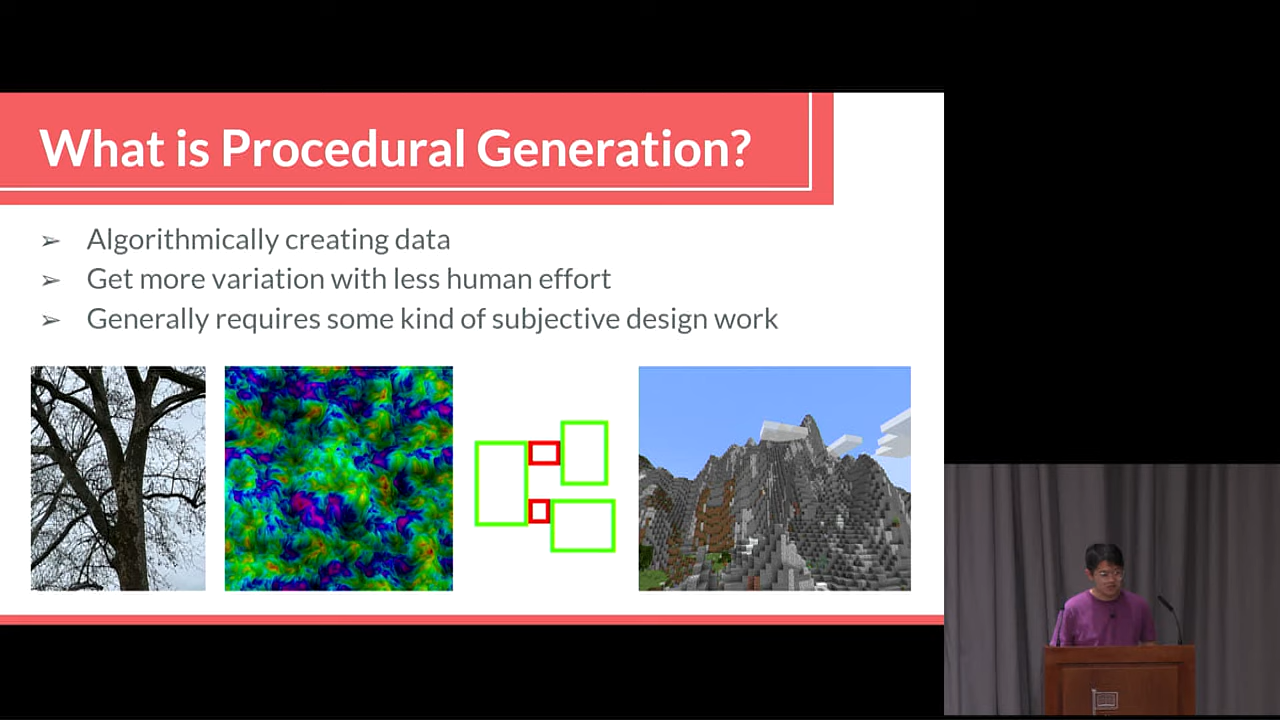 What is Procedural Generation?
➢ Algorithmically creating data
➢ Get more variation with less human effort
➢ Generally requires some kind of subjective design work